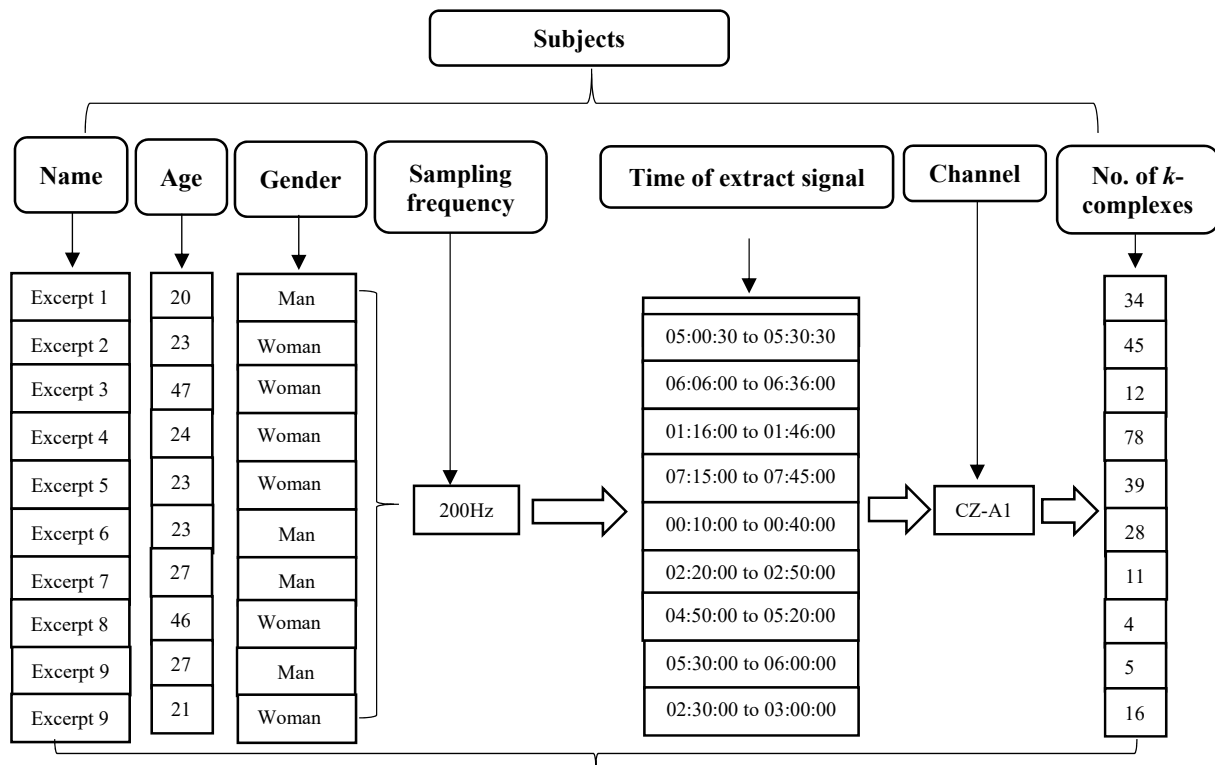 Subjects
Name
Age
Gender
Sampling
frequency
Time of extract signal
Channel
No. of k-
complexes
Excerpt 1
Excerpt 2
Excerpt 3
Excerpt 4
Excerpt 5
Excerpt 6
Excerpt 7
Excerpt 8
Excerpt 9
Excerpt 9
20
23
47
24
23
23
27
46
27
21
Man
Woman
Woman
Woman
Woman
Man
Man
Woman
Man
Woman
200Hz
05:00:30 to 05:30:30
06:06:00 to 06:36:00
01:16:00 to 01:46:00
07:15:00 to 07:45:00
00:10:00 to 00:40:00
02:20:00 to 02:50:00
04:50:00 to 05:20:00
05:30:00 to 06:00:00
02:30:00 to 03:00:00
CZ-A1
34
45
12
78
39
28
11
4
5
16